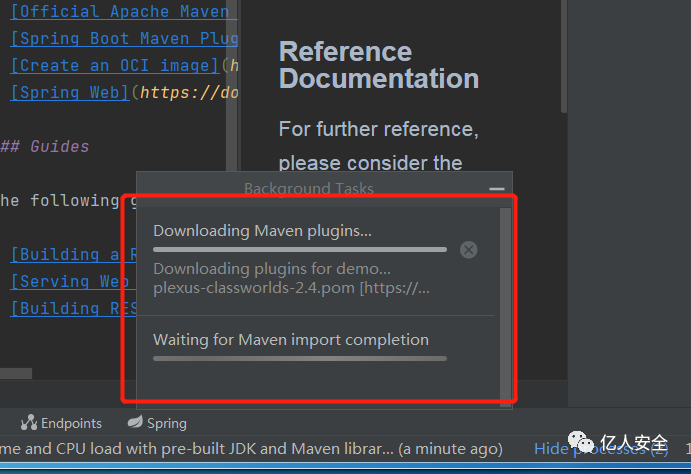 [Official Apache Maven
[Spring Boot Maven Plug
[Create an OCI image](h
[Spring Web](https://do
## Guides
he following g
[Building a R
[Serving Web
[Building RES
Reference
Documentation
For further reference,
please consider the
Background Tasks
Downloading Maven plugins...
Downloading plugins for demo...
plexus-classworlds-2.4.pom [https://...
Waiting for Maven import completion
Endpoints Spring
me and CPU load with pre-built JDK and Maven librar... (a minute ago) Hide processes (2) 1
亿人安全